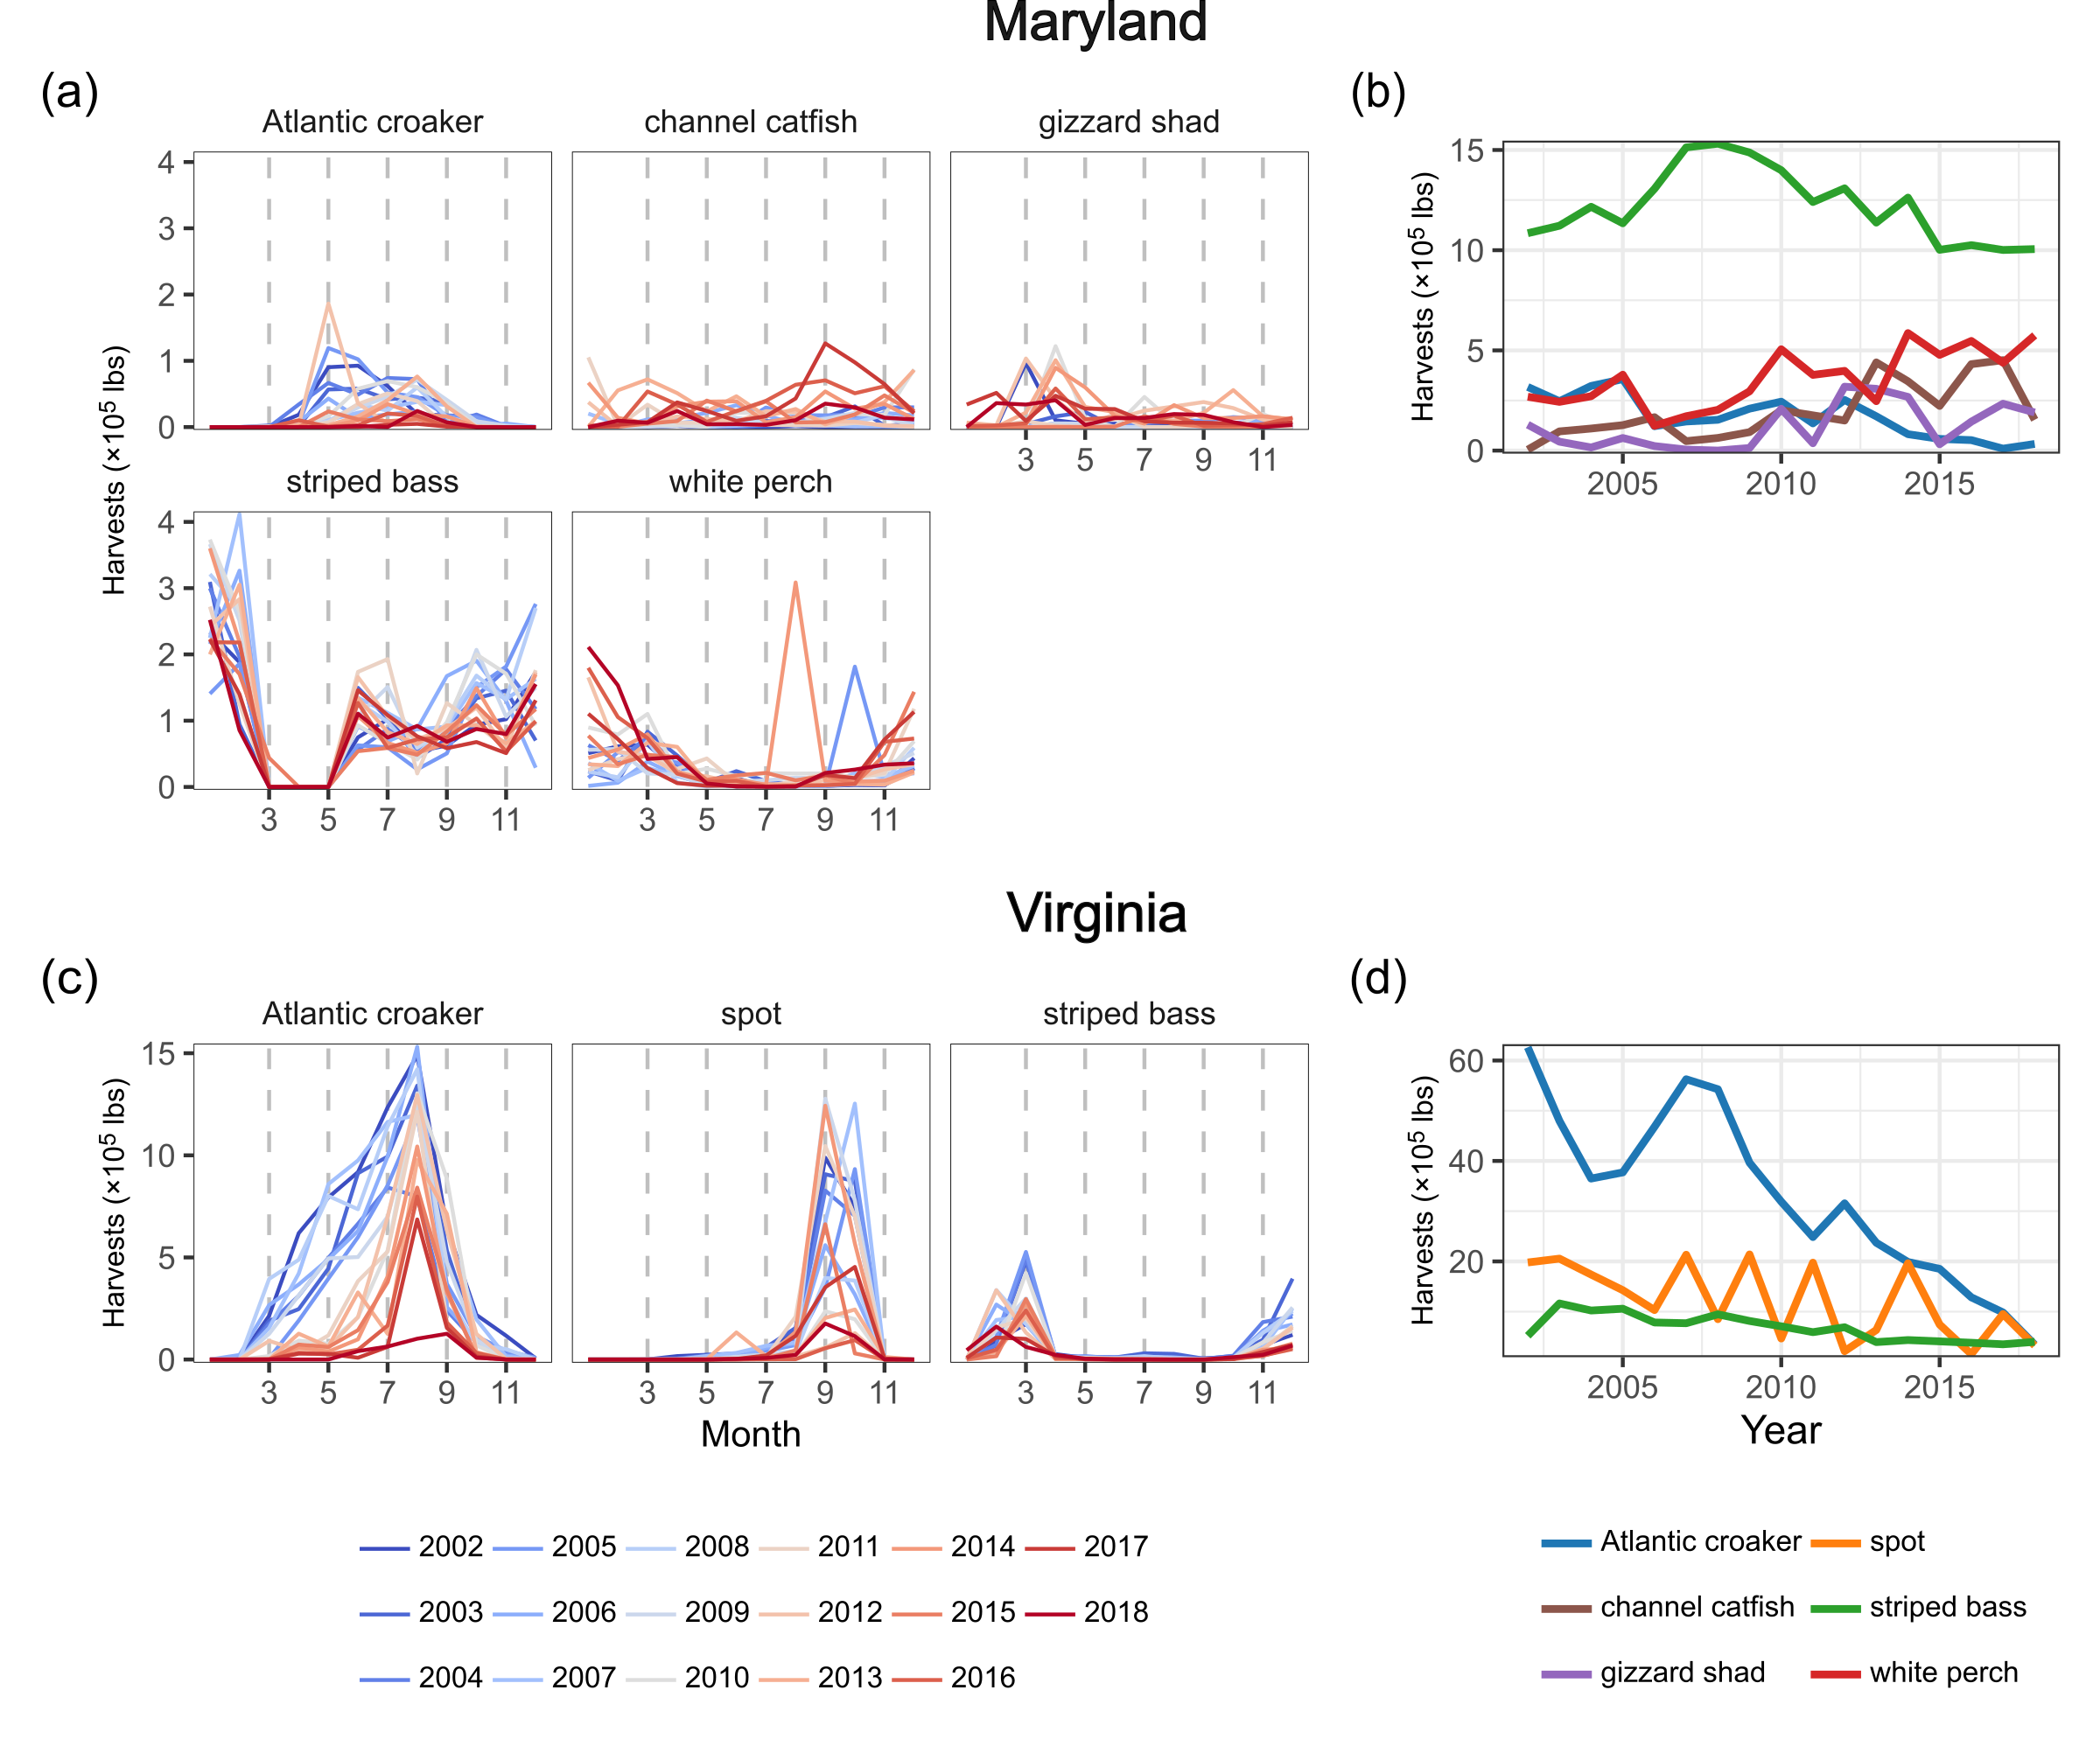 Maryland
(a)
(b)
Atlantic croaker channel catfish gizzard shad
4
3
2
1
0
3 5 7 9 11
Harvests (×10⁵ lbs)
striped bass white perch
4
3
2
1
0
3 5 7 9 11
3 5 7 9 11
15
10
5
0
Harvests (×10⁵ lbs)
2005 2010 2015
Virginia
(c)
(d)
Atlantic croaker spot striped bass
15
10
5
0
Harvests (×10⁵ lbs)
3 5 7 9 11
3 5 7 9 11
3 5 7 9 11
Month
60
40
20
Harvests (×10⁵ lbs)
2005 2010 2015
Year
2002 2005 2008 2011 2014 2017
2003 2006 2009 2012 2015 2018
2004 2007 2010 2013 2016
Atlantic croaker spot
channel catfish striped bass
gizzard shad white perch